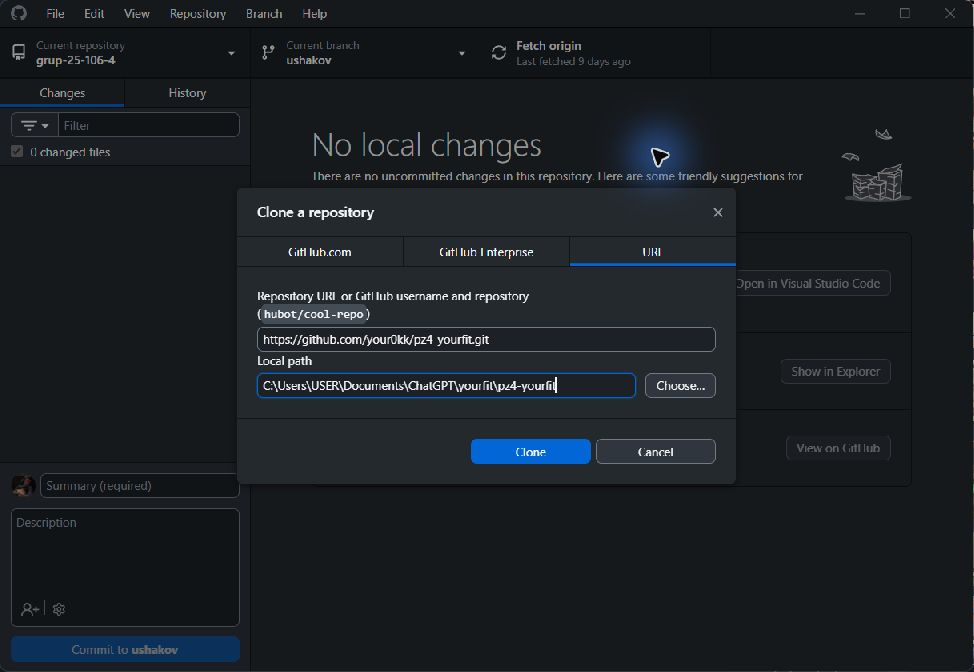 File Edit View Repository Branch Help
Current repository
grup-25-106-4
Current branch
ushakov
Fetch origin
Last fetched 9 days ago
Changes History
Filter
0 changed files
No local changes
There are no uncommitted changes in this repository. Here are some friendly suggestions for
Clone a repository
GitHub.com GitHub Enterprise URL
Open in Visual Studio Code
Repository URL or GitHub username and repository
(hubot/cool-repo)
https://github.com/your0kk/pz4-yourfit.git
Local path
C:\Users\USER\Documents\ChatGPT\yourfit\pz4-yourfit
Choose...
Show in Explorer
Clone Cancel
View on GitHub
Summary (required)
Description
Commit to ushakov